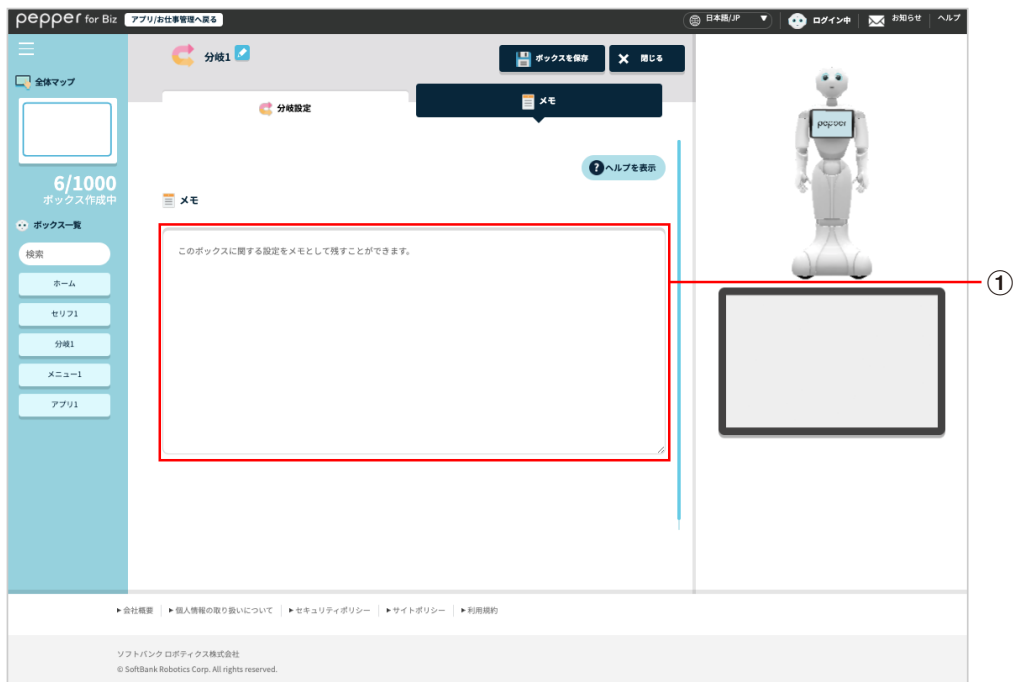 pepper for Biz アプリ/お仕事管理へ戻る 日本語/JP ▼ ログイン中 お知らせ ヘルプ
分岐1 ボックスを保存 閉じる
全体マップ
分岐設定 メモ
pepper
ヘルプを表示
6/1000
ボックス作成中
メモ
ボックス一覧
検索
このボックスに関する設定をメモとして残すことができます。
ホーム
①
セリフ1
分岐1
メニュー1
アプリ1
▶会社概要 ▶個人情報の取り扱いについて ▶セキュリティポリシー ▶サイトポリシー ▶利用規約
ソフトバンク ロボティクス株式会社
© SoftBank Robotics Corp. All rights reserved.